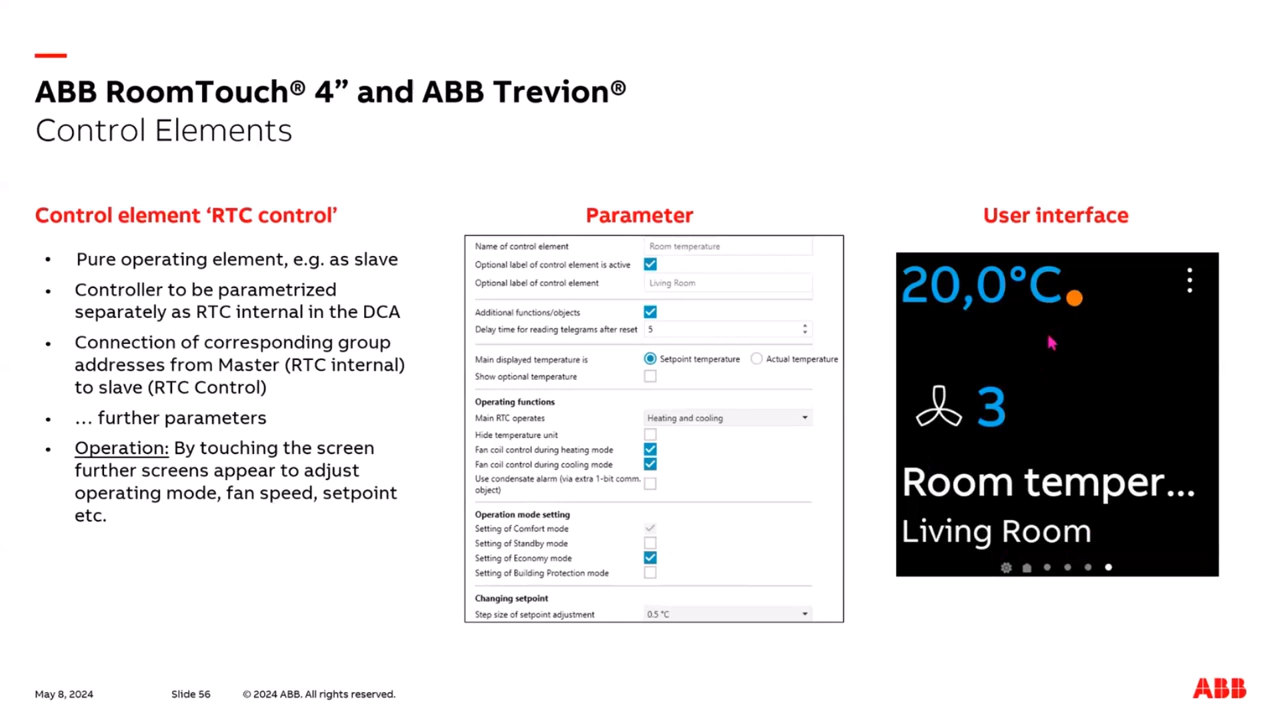 ABB RoomTouch® 4” and ABB Trevion®
Control Elements
Control element ‘RTC control’
• Pure operating element, e.g. as slave
• Controller to be parametrized
separately as RTC internal in the DCA
• Connection of corresponding group
addresses from Master (RTC internal)
to slave (RTC Control)
• … further parameters
• Operation: By touching the screen
further screens appear to adjust
operating mode, fan speed, setpoint
etc.
Parameter
Name of control element Room temperature
Optional label of control element is active
Optional label of control element Living Room
Additional functions/objects
Delay time for reading telegrams after reset 5
Main displayed temperature is Setpoint temperature Actual temperature
Show optional temperature
Operating functions
Main RTC operates Heating and cooling
Hide temperature unit
Fan coil control during heating mode
Fan coil control during cooling mode
Use condensate alarm (via extra 1-bit comm.
object)
Operation mode setting
Setting of Comfort mode
Setting of Standby mode
Setting of Economy mode
Setting of Building Protection mode
Changing setpoint
Step size of setpoint adjustment 0.5 °C
User interface
20,0°C
3
Room temper...
Living Room
May 8, 2024 Slide 56 © 2024 ABB. All rights reserved.
ABB